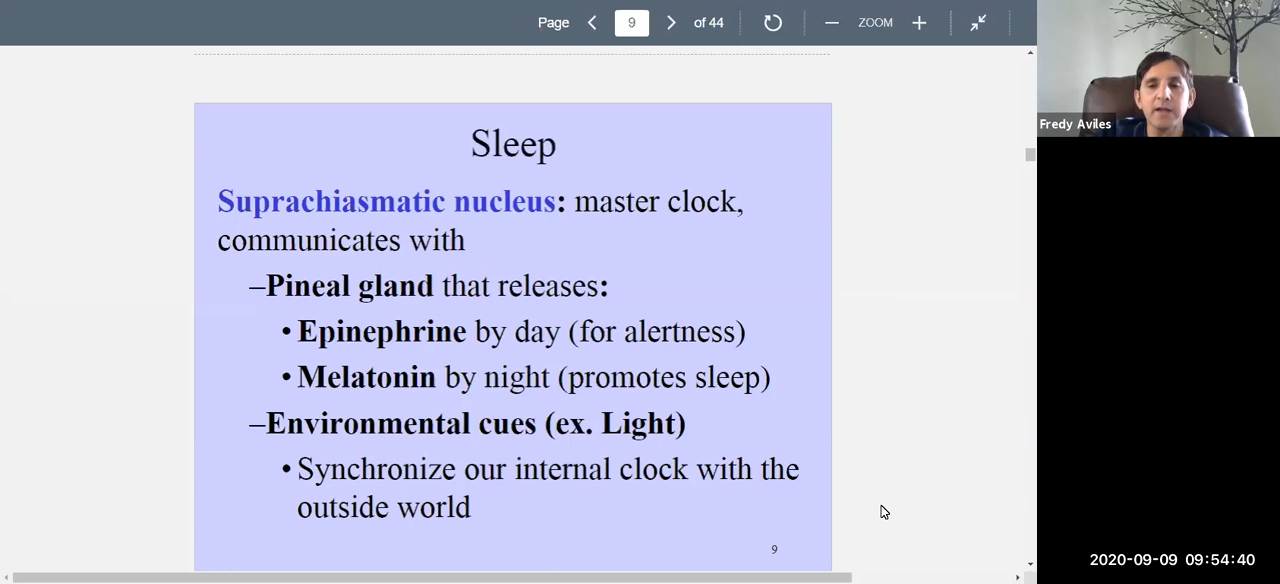 Page 9 of 44 ZOOM
Fredy Aviles
Sleep
Suprachiasmatic nucleus: master clock,
communicates with
–Pineal gland that releases:
• Epinephrine by day (for alertness)
• Melatonin by night (promotes sleep)
–Environmental cues (ex. Light)
• Synchronize our internal clock with the
outside world
9
2020-09-09 09:54:40